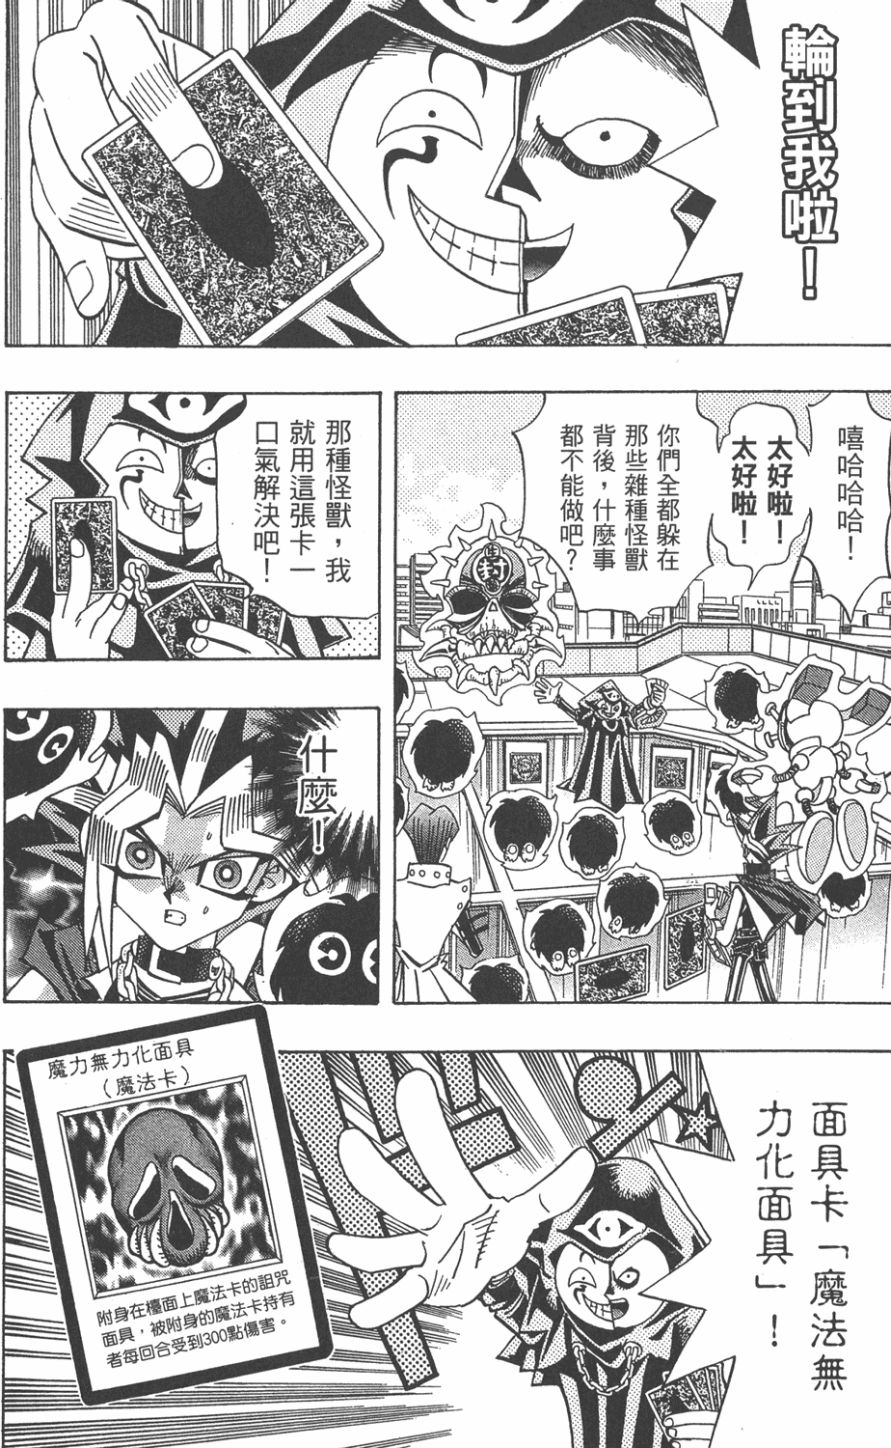 輪到我啦！
嘻哈哈哈！
太好啦！
太好啦！
你們全都躲在
那些雜種怪獸
背後，什麼事
都不能做吧？
封
那種怪獸，我
就用這張卡一
口氣解決吧！
什麼！
面具卡「魔法無
力化面具」！
魔力無力化面具
（魔法卡）
附身在檯面上魔法卡的詛咒
面具，被附身的魔法卡持有
者每回合受到300點傷害。